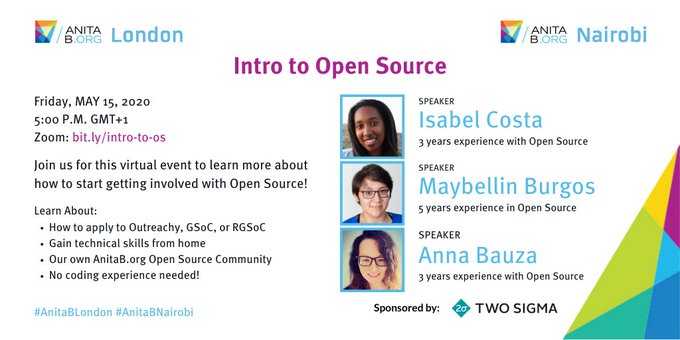 ANITA
B.ORG London
ANITA
B.ORG Nairobi
Intro to Open Source
Friday, MAY 15, 2020
5:00 P.M. GMT+1
Zoom: bit.ly/intro-to-os
Join us for this virtual event to learn more about
how to start getting involved with Open Source!
Learn About:
• How to apply to Outreachy, GSoC, or RGSoC
• Gain technical skills from home
• Our own AnitaB.org Open Source Community
• No coding experience needed!
#AnitaBLondon #AnitaBNairobi
SPEAKER
Isabel Costa
3 years experience with Open Source
SPEAKER
Maybellin Burgos
5 years experience in Open Source
SPEAKER
Anna Bauza
3 years experience with Open Source
Sponsored by: 2σ TWO SIGMA